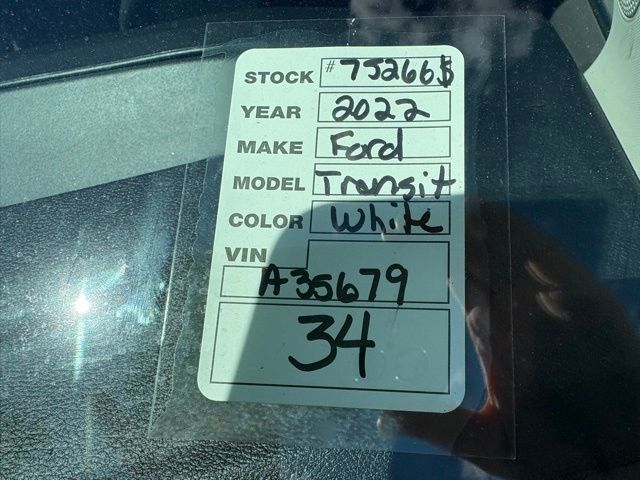 STOCK #75266$
YEAR 2022
MAKE Ford
MODEL Transit
COLOR White
VIN
A35679
34